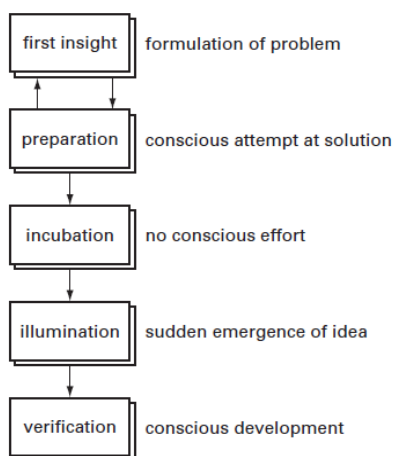 first insight formulation of problem
preparation conscious attempt at solution
incubation no conscious effort
illumination sudden emergence of idea
verification conscious development